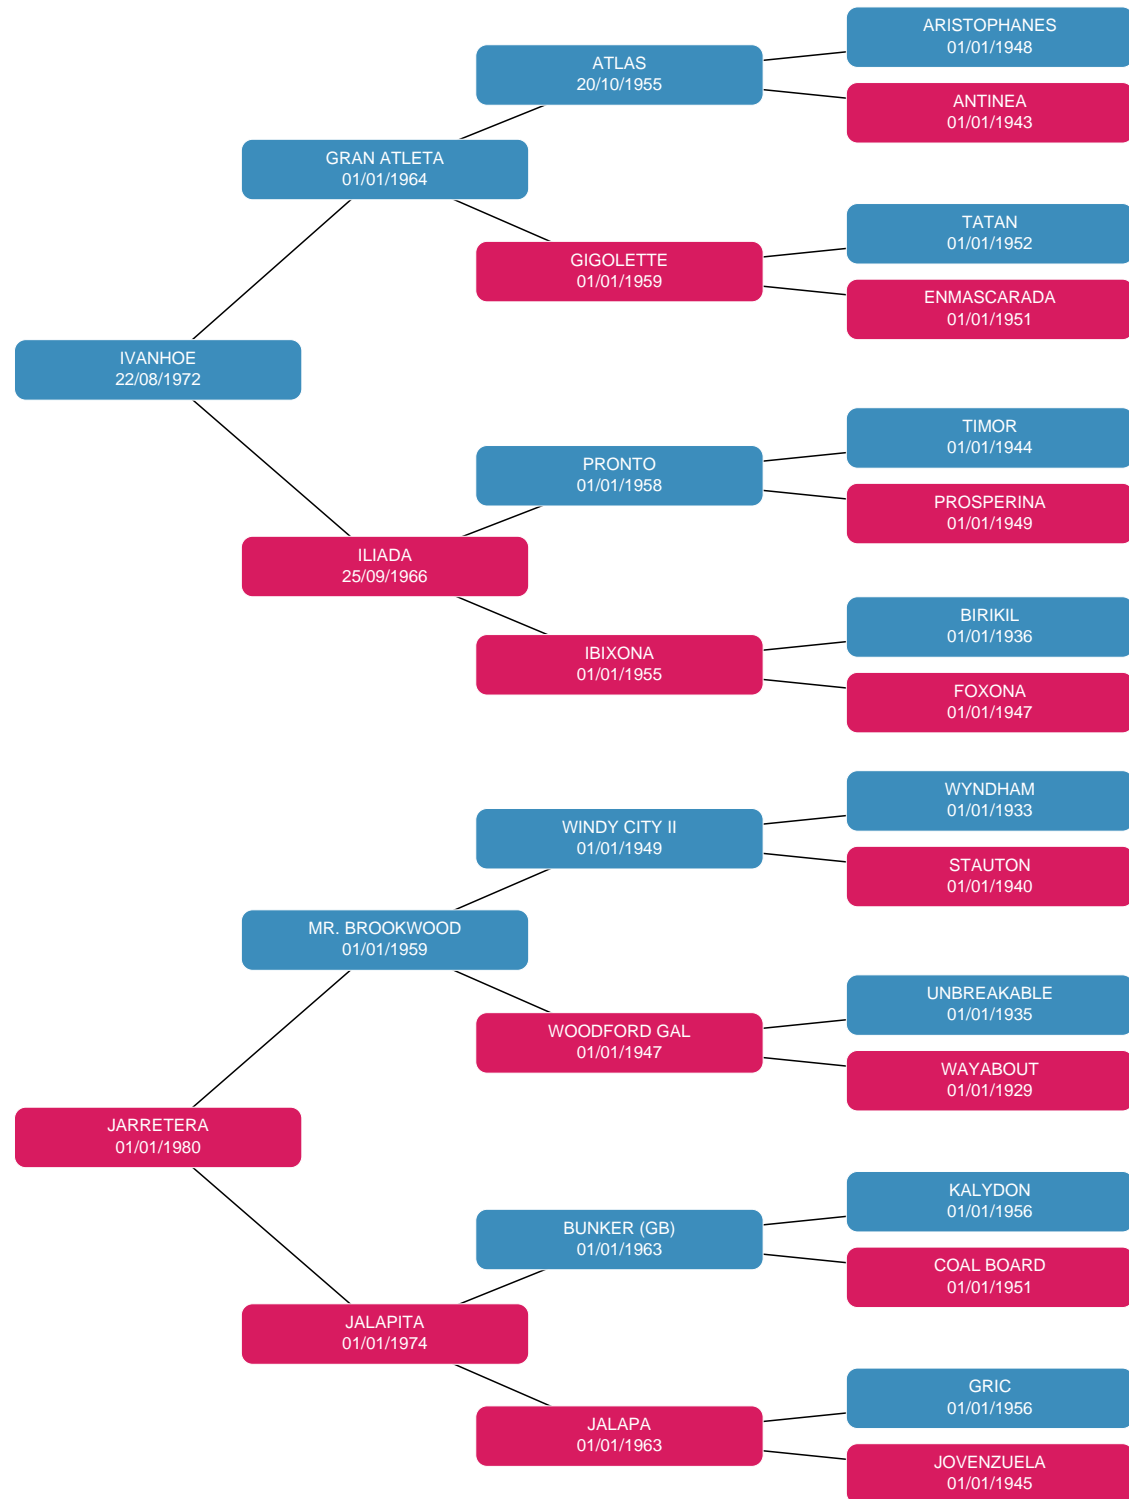 ARISTOPHANES
01/01/1948
ATLAS
20/10/1955
ANTINEA
01/01/1943
GRAN ATLETA
01/01/1964
TATAN
01/01/1952
GIGOLETTE
01/01/1959
ENMASCARADA
01/01/1951
IVANHOE
22/08/1972
TIMOR
01/01/1944
PRONTO
01/01/1958
PROSPERINA
01/01/1949
ILIADA
25/09/1966
BIRIKIL
01/01/1936
IBIXONA
01/01/1955
FOXONA
01/01/1947
WYNDHAM
01/01/1933
WINDY CITY II
01/01/1949
STAUTON
01/01/1940
MR. BROOKWOOD
01/01/1959
UNBREAKABLE
01/01/1935
WOODFORD GAL
01/01/1947
WAYABOUT
01/01/1929
JARRETERA
01/01/1980
KALYDON
01/01/1956
BUNKER (GB)
01/01/1963
COAL BOARD
01/01/1951
JALAPITA
01/01/1974
GRIC
01/01/1956
JALAPA
01/01/1963
JOVENZUELA
01/01/1945